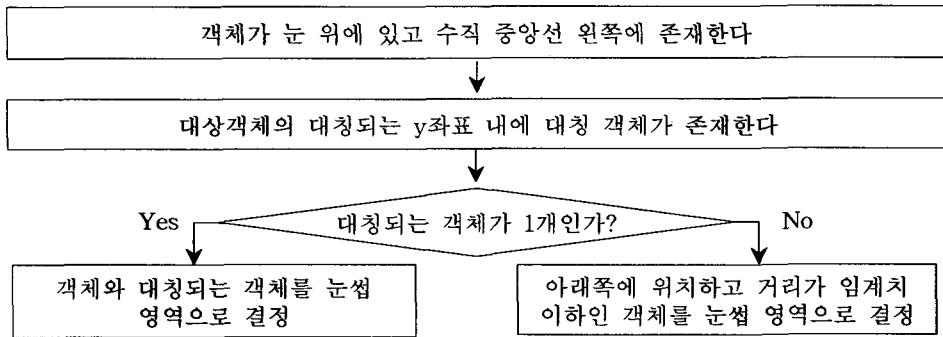 객체가 눈 위에 있고 수직 중앙선 왼쪽에 존재한다
대상객체의 대칭되는 y좌표 내에 대칭 객체가 존재한다
대칭되는 객체가 1개인가?
Yes
No
객체와 대칭되는 객체를 눈썹
영역으로 결정
아래쪽에 위치하고 거리가 임계치
이하인 객체를 눈썹 영역으로 결정